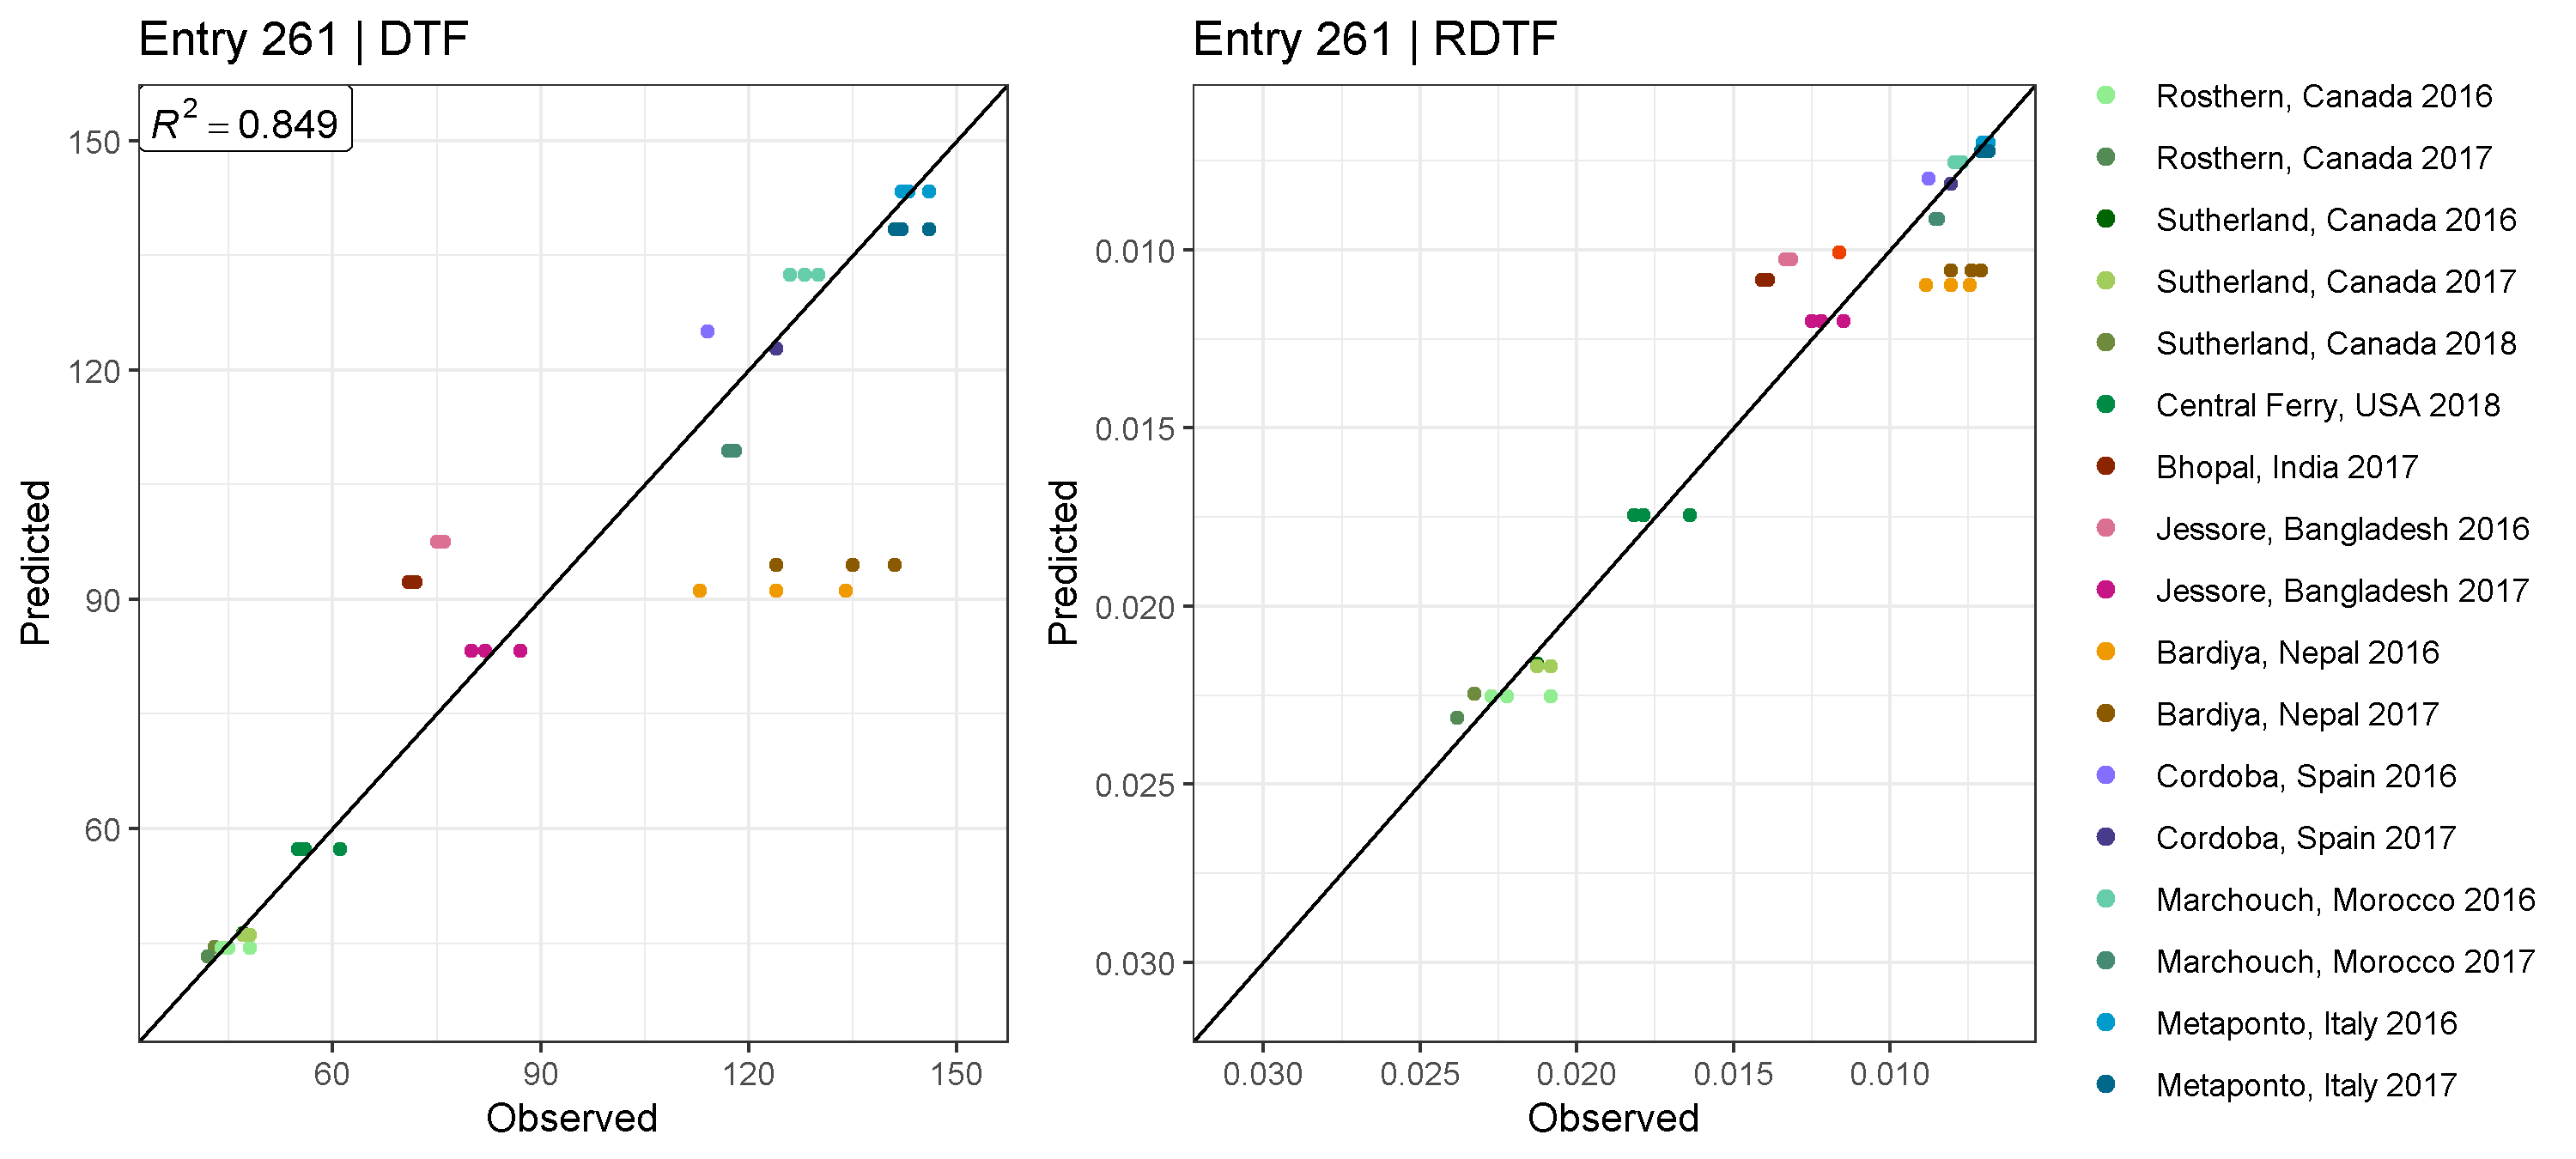 Entry 261 | DTF
R² = 0.849
150
120
90
60
60
90
120
150
Predicted
Observed
Entry 261 | RDTF
0.010
0.015
0.020
0.025
0.030
0.030
0.025
0.020
0.015
0.010
Predicted
Observed
Rosthern, Canada 2016
Rosthern, Canada 2017
Sutherland, Canada 2016
Sutherland, Canada 2017
Sutherland, Canada 2018
Central Ferry, USA 2018
Bhopal, India 2017
Jessore, Bangladesh 2016
Jessore, Bangladesh 2017
Bardiya, Nepal 2016
Bardiya, Nepal 2017
Cordoba, Spain 2016
Cordoba, Spain 2017
Marchouch, Morocco 2016
Marchouch, Morocco 2017
Metaponto, Italy 2016
Metaponto, Italy 2017